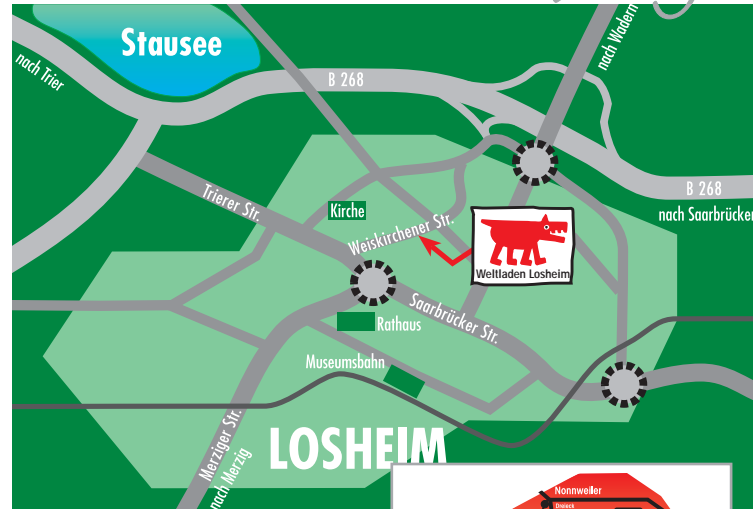 Stausee
nach Trier
B 268
nach Wadern
B 268
nach Saarbrücken
Trierer Str.
Kirche
Weiskirchener Str.
Weltladen Losheim
Saarbrücker Str.
Rathaus
Museumsbahn
Merziger Str.
nach Merzig
LOSHEIM
Nonnweiler
Dreieck